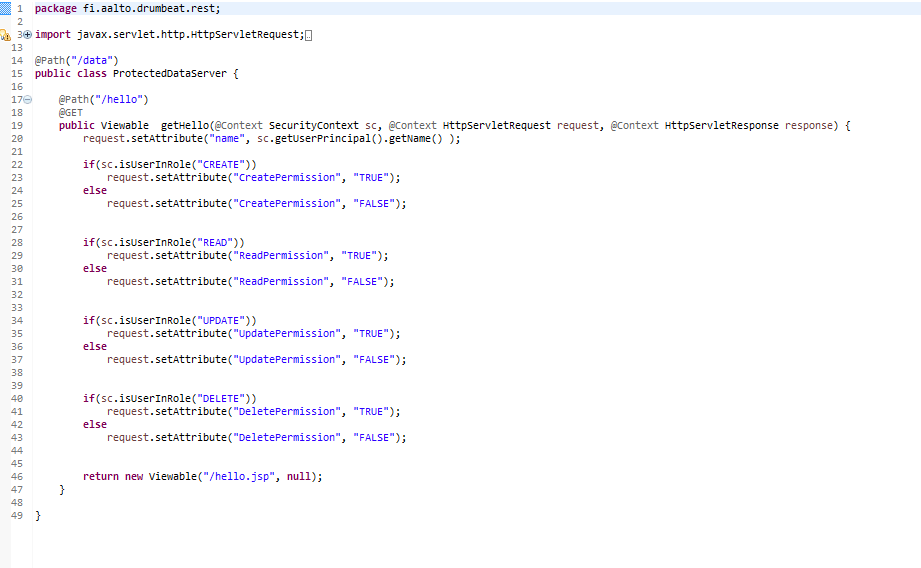 1 package fi.aalto.drumbeat.rest;
2
3 import javax.servlet.http.HttpServletRequest;
13
14 @Path("/data")
15 public class ProtectedDataServer {
16
17 @Path("/hello")
18 @GET
19 public Viewable  getHello(@Context SecurityContext sc, @Context HttpServletRequest request, @Context HttpServletResponse response) {
20 request.setAttribute("name", sc.getUserPrincipal().getName() );
21
22 if(sc.isUserInRole("CREATE"))
23 request.setAttribute("CreatePermission", "TRUE");
24 else
25 request.setAttribute("CreatePermission", "FALSE");
26
27
28 if(sc.isUserInRole("READ"))
29 request.setAttribute("ReadPermission", "TRUE");
30 else
31 request.setAttribute("ReadPermission", "FALSE");
32
33
34 if(sc.isUserInRole("UPDATE"))
35 request.setAttribute("UpdatePermission", "TRUE");
36 else
37 request.setAttribute("UpdatePermission", "FALSE");
38
39
40 if(sc.isUserInRole("DELETE"))
41 request.setAttribute("DeletePermission", "TRUE");
42 else
43 request.setAttribute("DeletePermission", "FALSE");
44
45
46 return new Viewable("/hello.jsp", null);
47 }
48
49 }